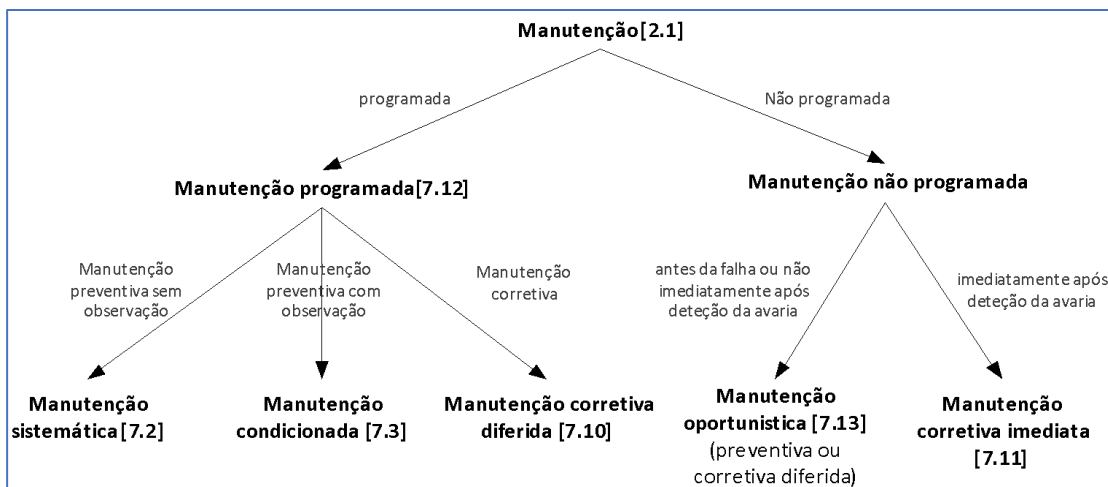 Manutenção[2.1]
programada
Não programada
Manutenção programada[7.12]
Manutenção não programada
Manutenção
preventiva sem
observação
Manutenção
preventiva com
observação
Manutenção
corretiva
antes da falha ou não
imediatamente após
deteção da avaria
imediatamente após
deteção da avaria
Manutenção
sistemática[7.2]
Manutenção
condicionada [7.3]
Manutenção corretiva
diferida [7.10]
Manutenção
oportunistica [7.13]
(preventiva ou
corretiva diferida)
Manutenção
corretiva imediata
[7.11]